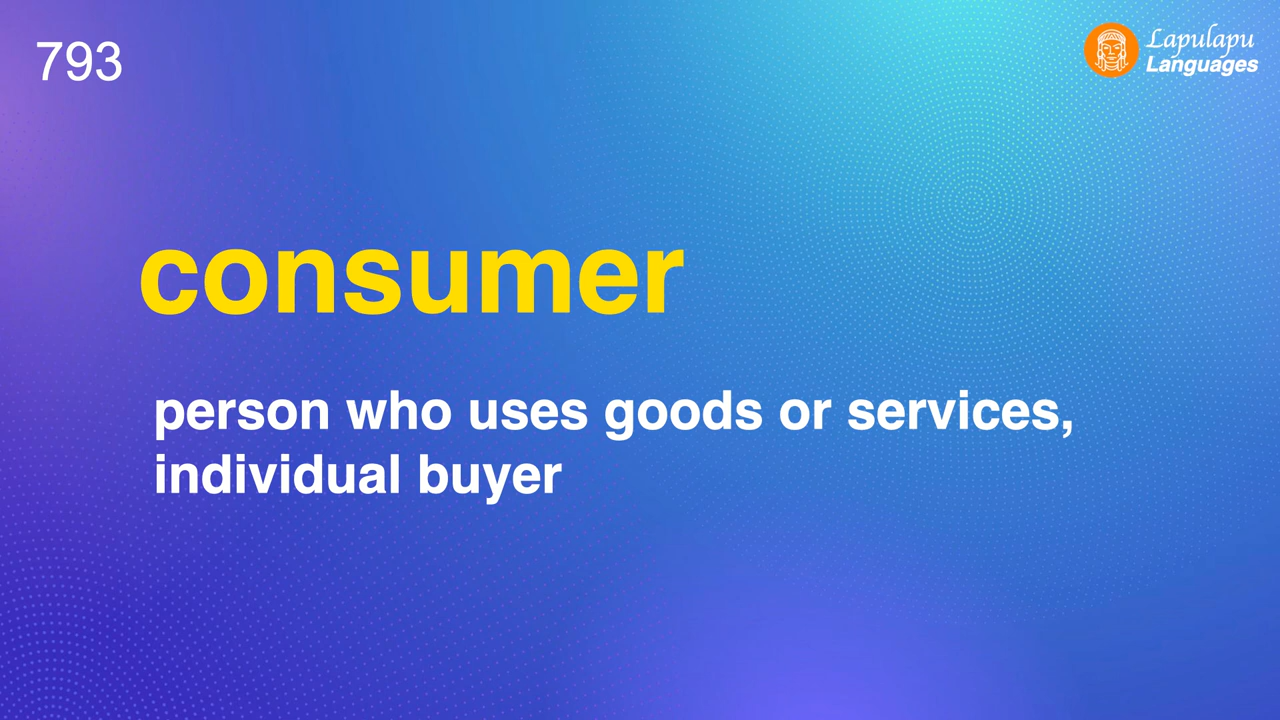 793
Lapulapu
Languages
consumer
person who uses goods or services,
individual buyer